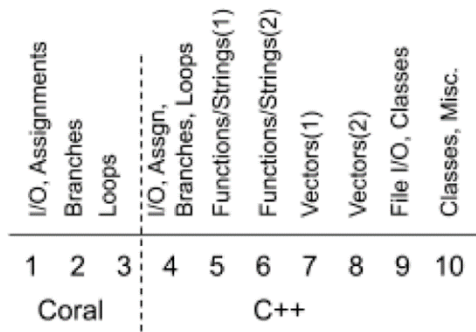 I/O, Assignments
Branches
Loops
I/O, Assgn,
Branches, Loops
Functions/Strings(1)
Functions/Strings(2)
Vectors(1)
Vectors(2)
File I/O, Classes
Classes, Misc.
1 2 3 4 5 6 7 8 9 10
Coral C++